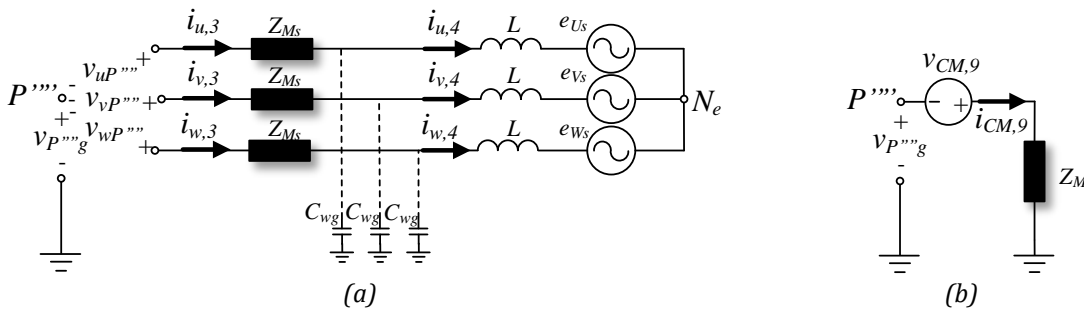 i_{u,3} Z_{Ms} i_{u,4} L e_{Us}
v_{uP''''} +
i_{v,3} Z_{Ms} i_{v,4} L e_{Vs}
P'''' - v_{vP''''} + N_e
+ - i_{w,3} Z_{Ms} i_{w,4} L e_{Ws}
v_{P''''g} v_{wP''''} +
-
C_{wg} C_{wg} C_{wg}
(a)
v_{CM,9}
P'''' - +
+ i_{CM,9}
v_{P''''g}
- Z_M
(b)